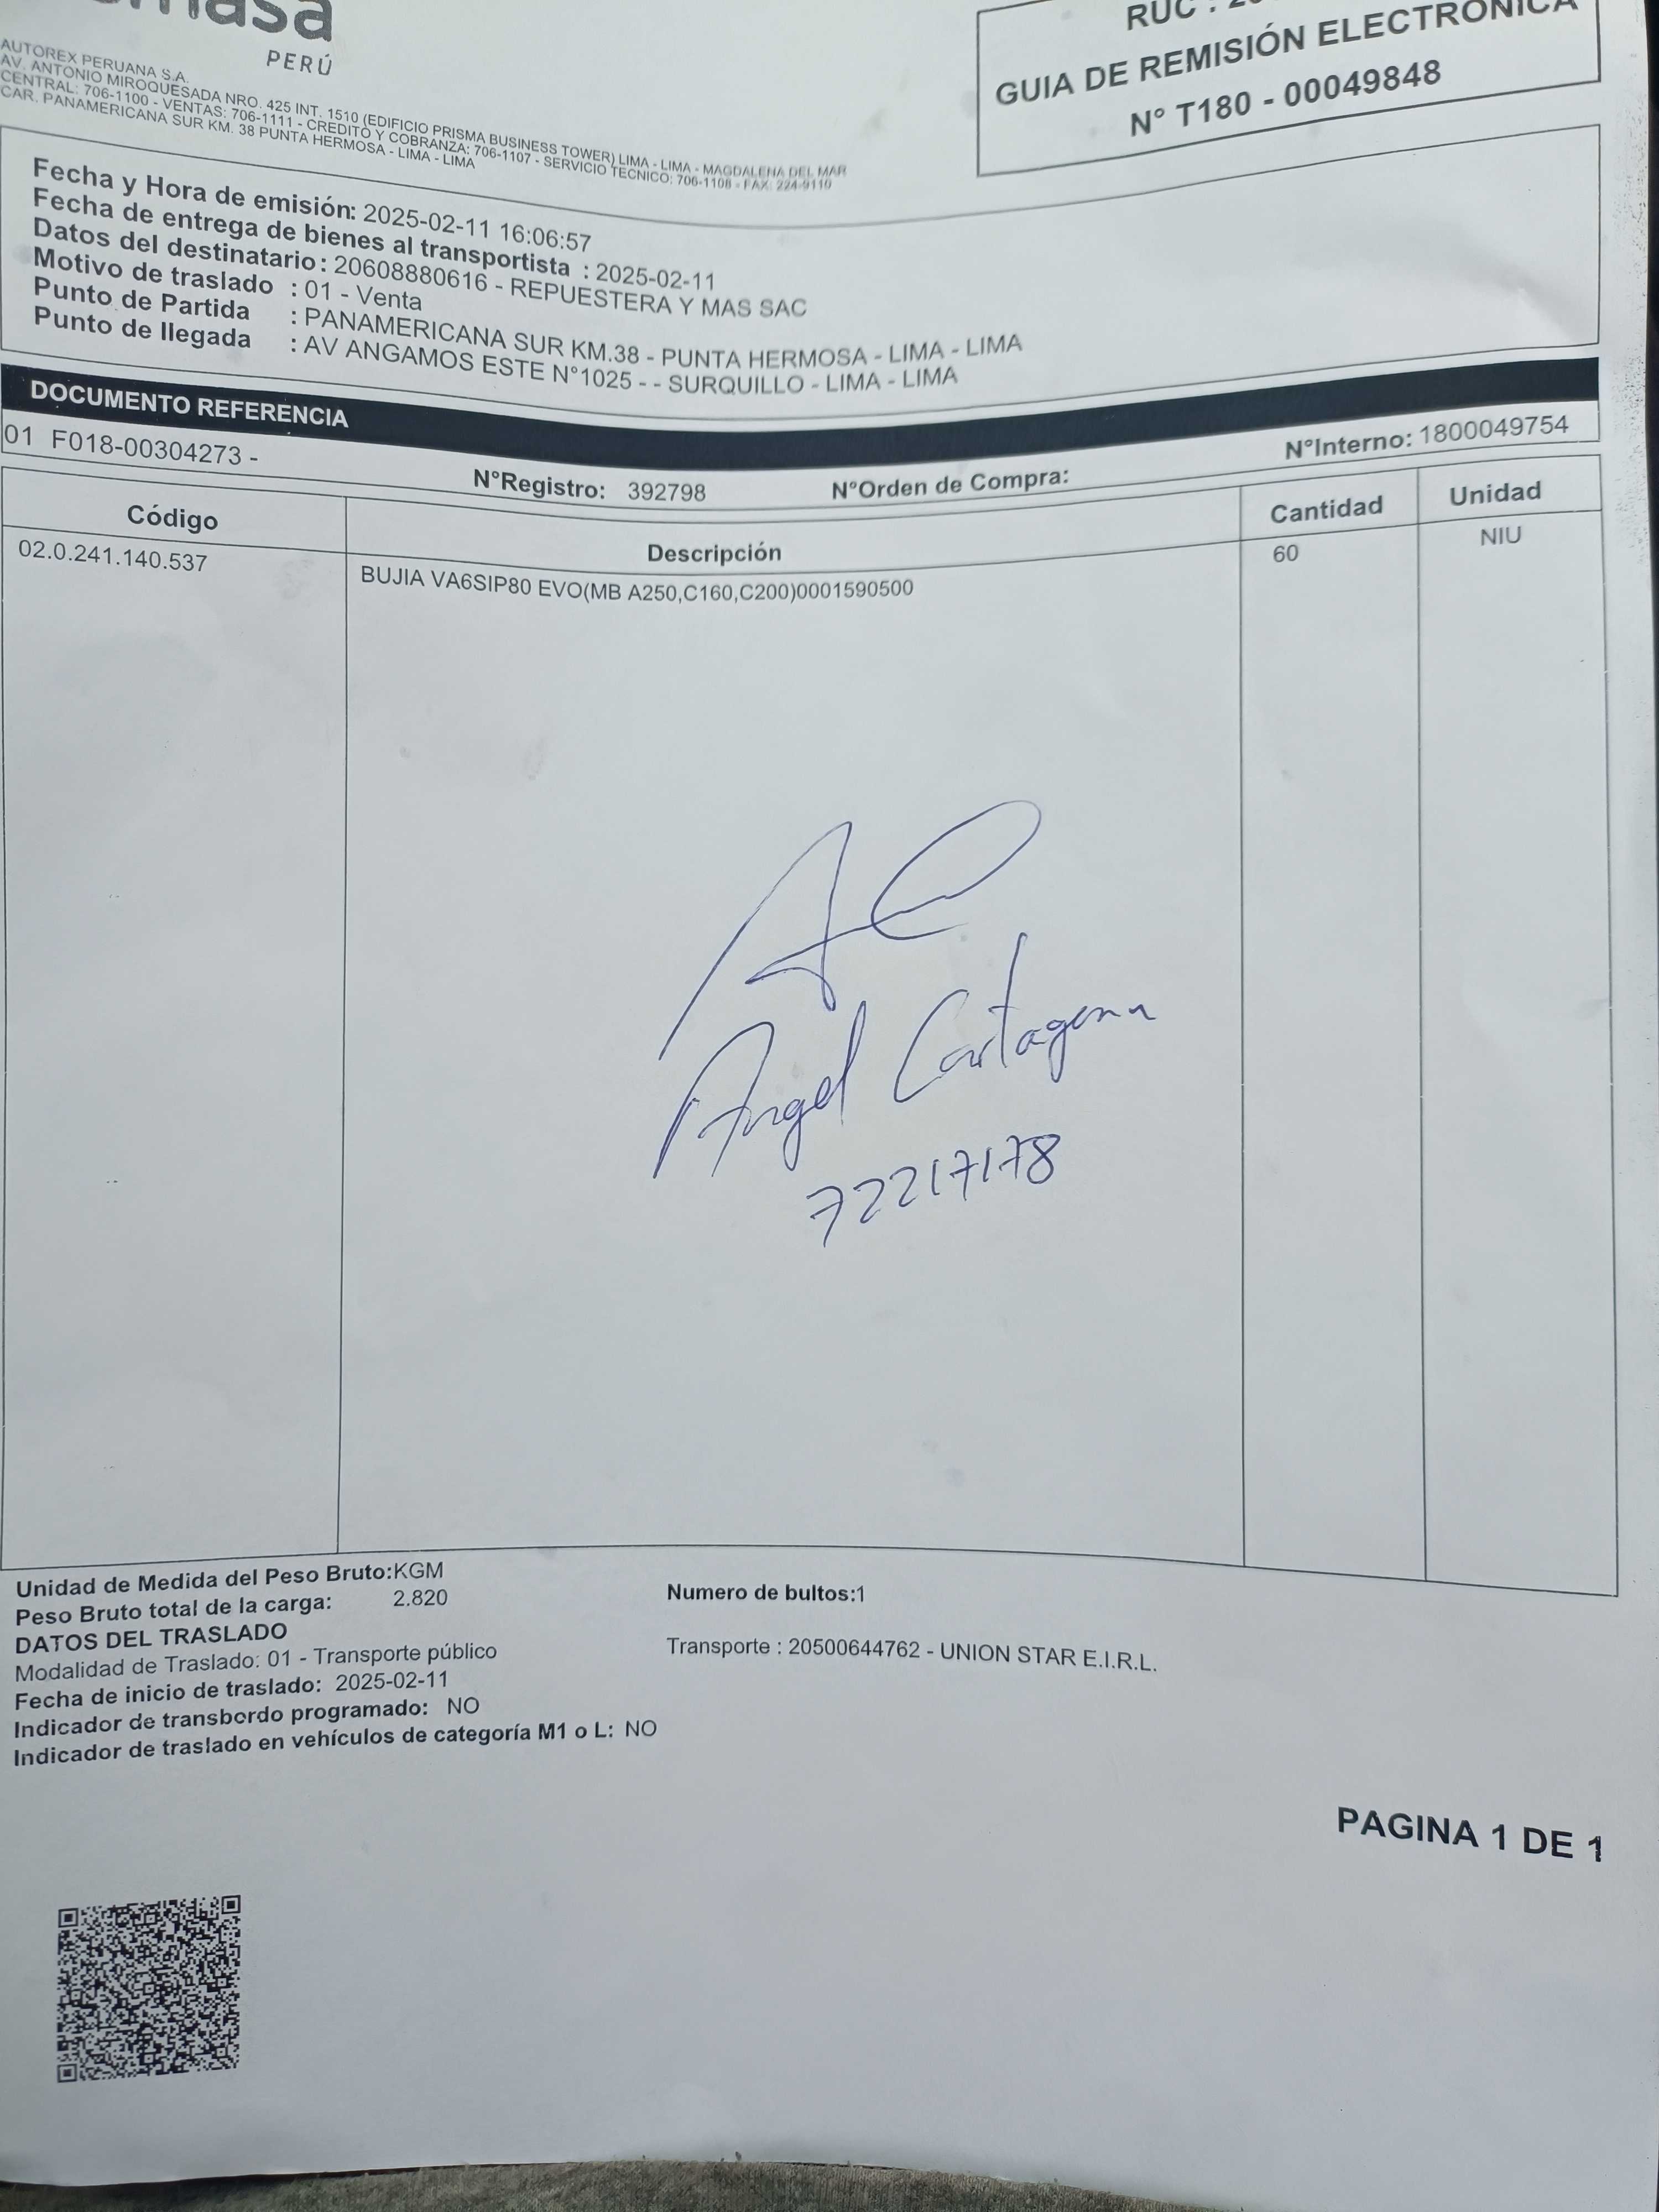 PERÚ
AUTOREX PERUANA S.A.
AV. ANTONIO MIROQUESADA NRO. 425 INT. 1510 (EDIFICIO PRISMA BUSINESS TOWER) LIMA - LIMA - MAGDALENA DEL MAR
CENTRAL: 706-1100 - VENTAS: 706-1111 - CREDITO Y COBRANZA: 706-1107 - SERVICIO TECNICO: 706-1108 - FAX: 224-9110
CAR. PANAMERICANA SUR KM. 38 PUNTA HERMOSA - LIMA - LIMA
RUC :
GUIA DE REMISIÓN ELECTRÓNICA
N° T180 - 00049848
Fecha y Hora de emisión: 2025-02-11 16:06:57
Fecha de entrega de bienes al transportista : 2025-02-11
Datos del destinatario : 20608880616 - REPUESTERA Y MAS SAC
Motivo de traslado : 01 - Venta
Punto de Partida : PANAMERICANA SUR KM.38 - PUNTA HERMOSA - LIMA - LIMA
Punto de llegada : AV ANGAMOS ESTE N°1025 - - SURQUILLO - LIMA - LIMA
DOCUMENTO REFERENCIA
01 F018-00304273 - N°Registro: 392798 N°Orden de Compra: N°Interno: 1800049754
Código Descripción Cantidad Unidad
02.0.241.140.537 BUJIA VA6SIP80 EVO(MB A250,C160,C200)0001590500 60 NIU
Angel Cartagena
72217178
Unidad de Medida del Peso Bruto:KGM
Peso Bruto total de la carga: 2.820 Numero de bultos:1
DATOS DEL TRASLADO
Modalidad de Traslado: 01 - Transporte público Transporte : 20500644762 - UNION STAR E.I.R.L.
Fecha de inicio de traslado: 2025-02-11
Indicador de transbordo programado: NO
Indicador de traslado en vehículos de categoría M1 o L: NO
PAGINA 1 DE 1